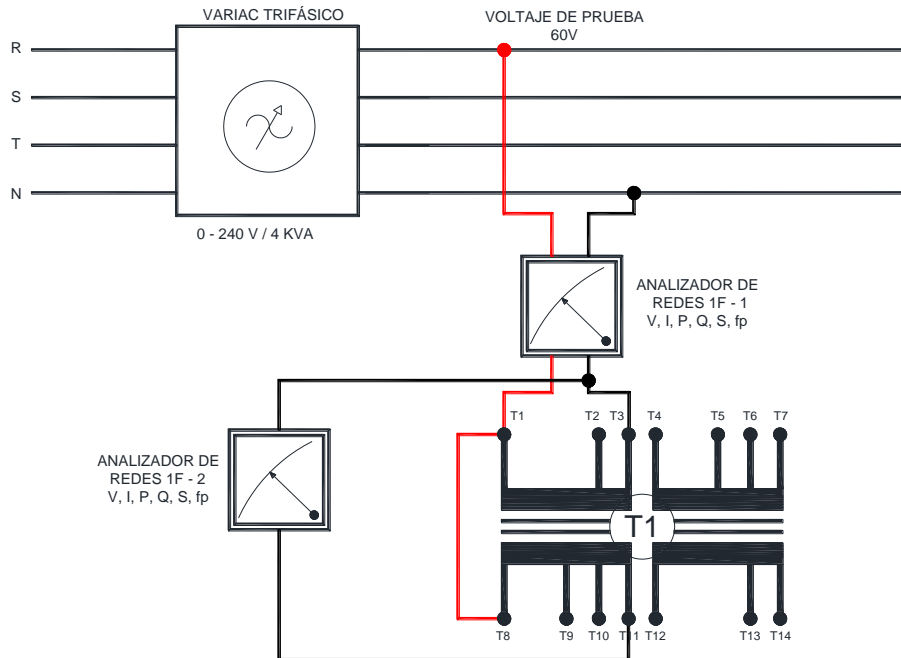 VARIAC TRIFÁSICO
VOLTAJE DE PRUEBA
60V
R
S
T
N
0 - 240 V / 4 KVA
ANALIZADOR DE
REDES 1F - 1
V, I, P, Q, S, fp
ANALIZADOR DE
REDES 1F - 2
V, I, P, Q, S, fp
T1 T2 T3 T4 T5 T6 T7
T1
T8 T9 T10 T11 T12 T13 T14